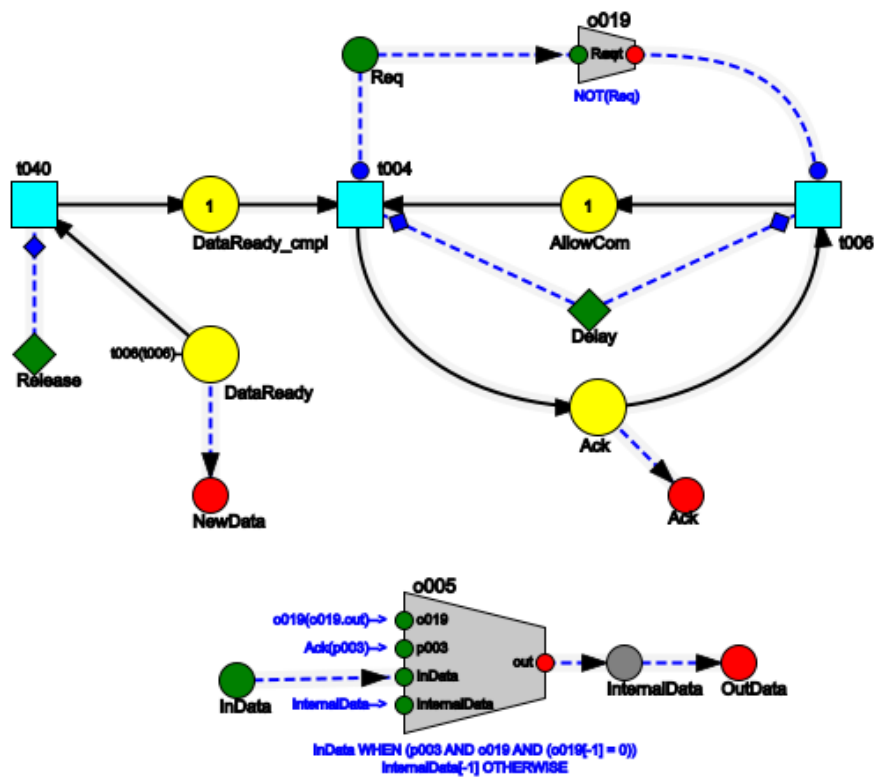 o019
Req
Reqt
NOT(Req)
t040
t004
1
1
DataReady_cmpl
AllowCom
t006
Delay
t006(t006)
Release
DataReady
Ack
NewData
Ack
o005
o019(o019.out)->
o019
Ack(p003)->
p003
InData
out
InternalData->
InternalData
InData
InternalData
OutData
InData WHEN (p003 AND o019 AND (o019[-1] = 0))
InternalData[-1] OTHERWISE